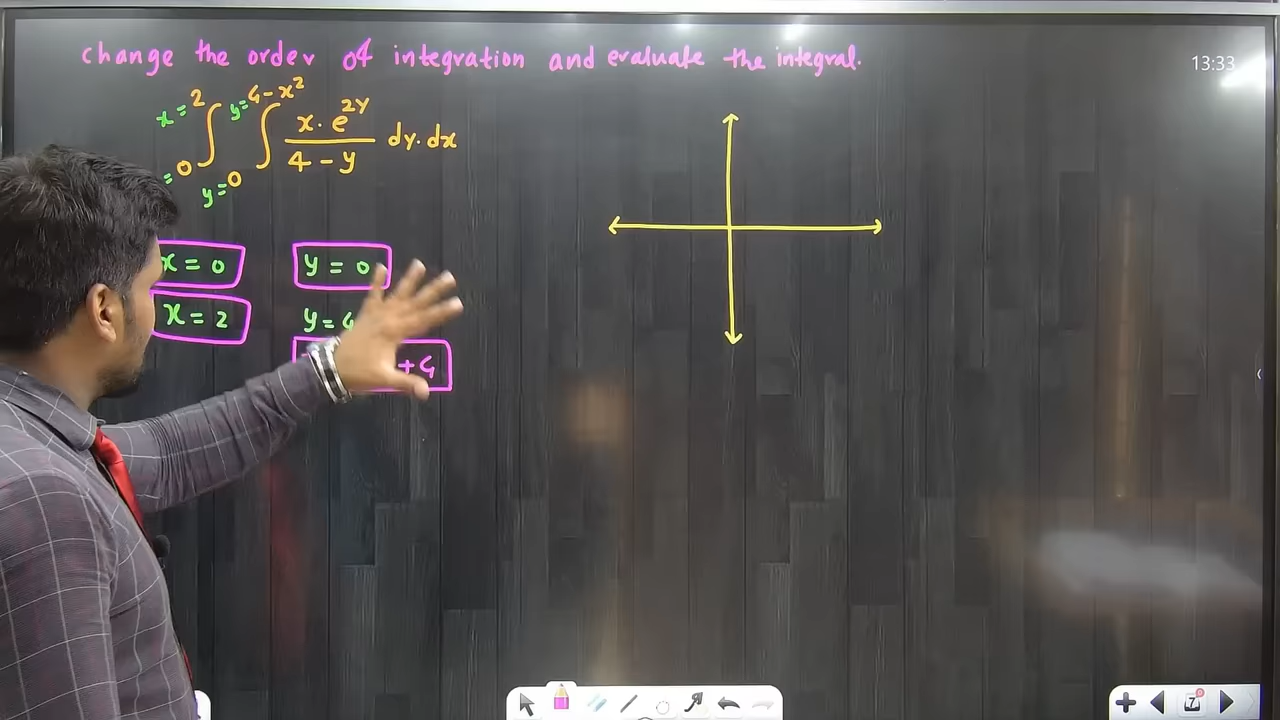 change the order of integration and evaluate the integral.
13:33
x=0 ∫ 2 y=0 ∫ y=4-x² x·e^2y / 4-y dy·dx
x = 0 y = 0
x = 2 y = 4
+4
7